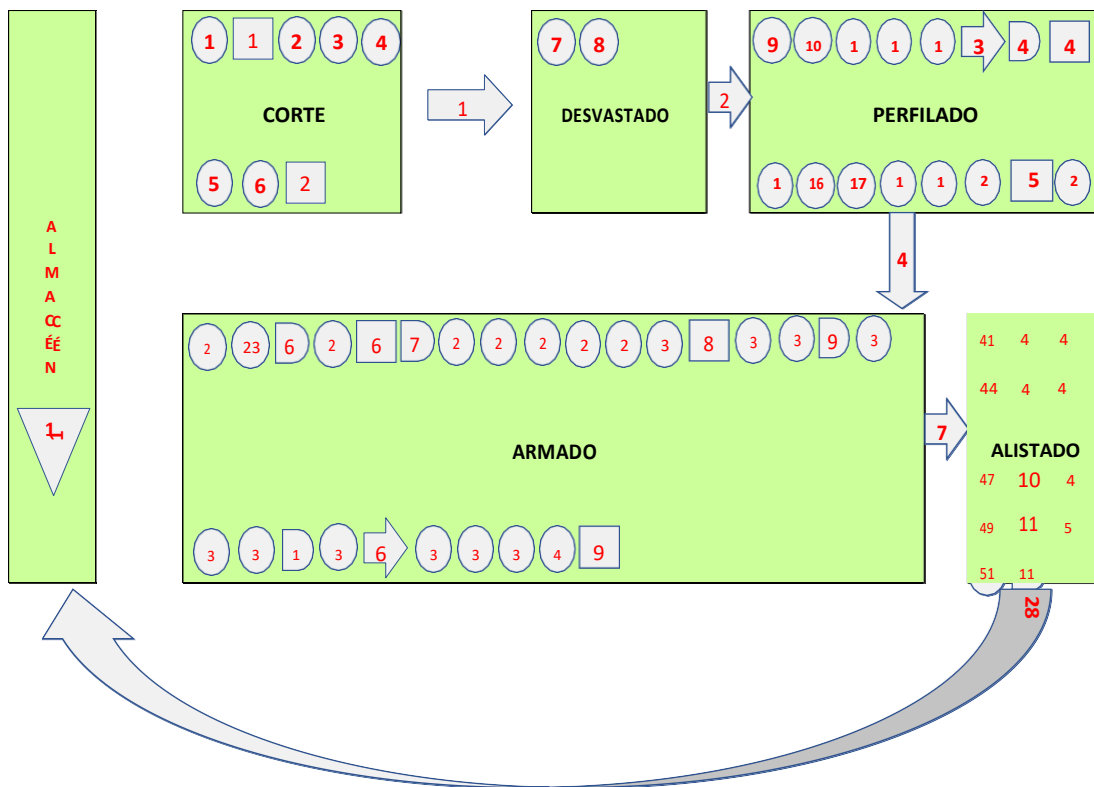 1 1 2 3 4
CORTE
5 6 2
1
7 8
DESVASTADO
2
9 10 1 1 1 3 4 4
PERFILADO
1 16 17 1 1 2 5 2
4
ALMACÉN
1
2 23 6 2 6 7 2 2 2 2 2 3 8 3 3 9 3
ARMADO
3 3 1 3 6 3 3 3 4 9
7
41 4 4
44 4 4
ALISTADO
47 10 4
49 11 5
51 11
28